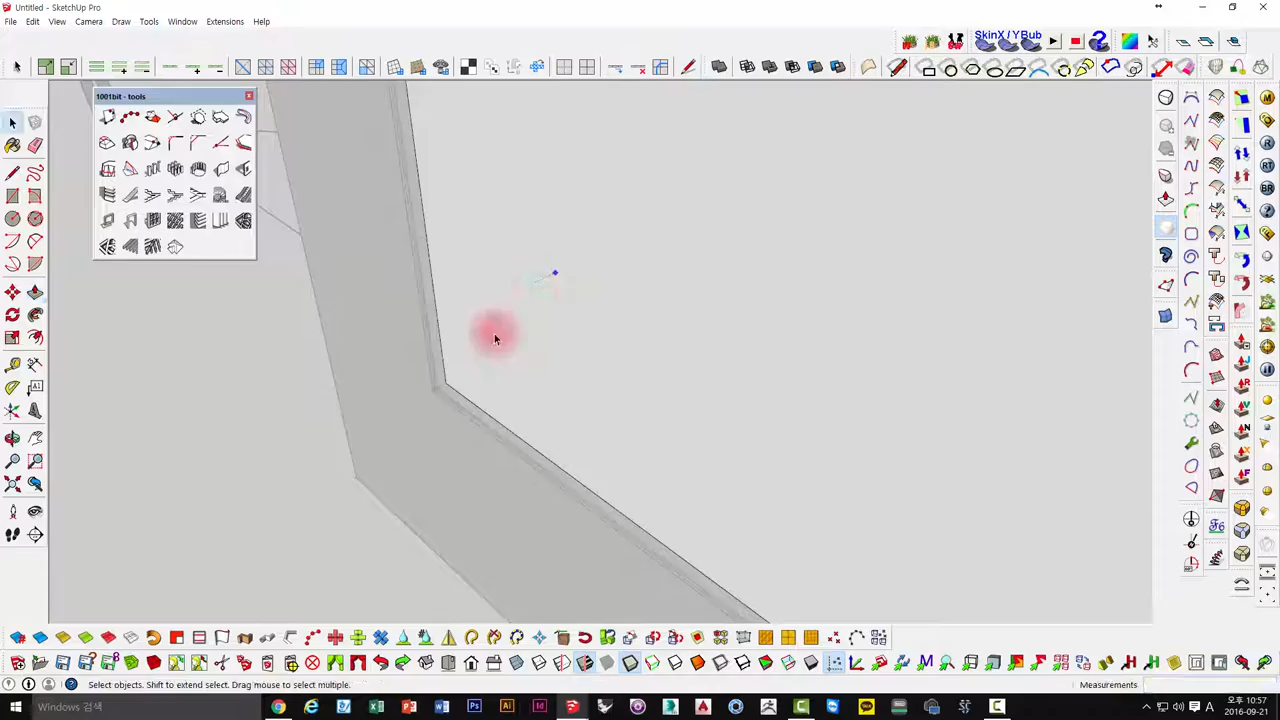 Untitled - SketchUp Pro
File Edit View Camera Draw Tools Window Extensions Help
SkinX / YBub
1001bit - tools
Select objects. Shift to extend select. Drag mouse to select multiple.
Measurements
Windows 검색
오후 10:57
2016-09-21